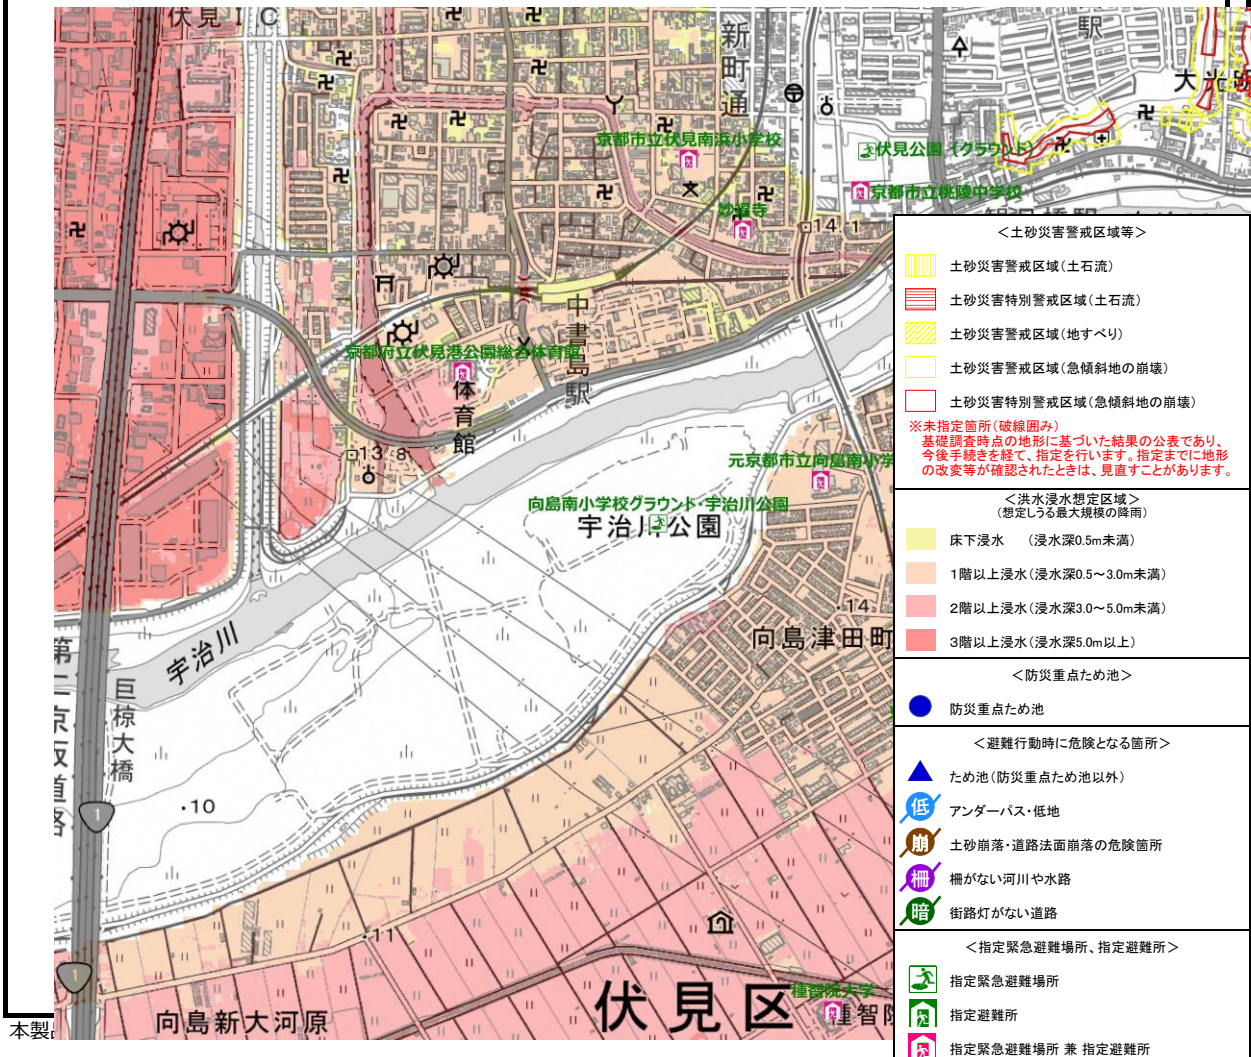 伏見IC
新町通
駅
大光
京都市立伏見南浜小学校
伏見公園（グラウンド）
京都市立桃陵中学校
妙福寺
14.1
中書島駅
京都府立伏見港公園総合体育館
体育館
13.8
元京都市立向島南小学
向島南小学校グラウンド・宇治川公園
宇治川公園
14
向島津田町
宇治川
第二京阪道路
巨椋大橋
10
1
11
1
向島新大河原
伏見区
種智院大学
種智院
本製
＜土砂災害警戒区域等＞
土砂災害警戒区域（土石流）
土砂災害特別警戒区域（土石流）
土砂災害警戒区域（地すべり）
土砂災害警戒区域（急傾斜地の崩壊）
土砂災害特別警戒区域（急傾斜地の崩壊）
※未指定箇所（破線囲み）
基礎調査時点の地形に基づいた結果の公表であり、
今後手続きを経て、指定を行います。指定までに地形
の改変等が確認されたときは、見直すことがあります。
＜洪水浸水想定区域＞
（想定しうる最大規模の降雨）
床下浸水　（浸水深0.5m未満）
1階以上浸水（浸水深0.5～3.0m未満）
2階以上浸水（浸水深3.0～5.0m未満）
3階以上浸水（浸水深5.0m以上）
＜防災重点ため池＞
防災重点ため池
＜避難行動時に危険となる箇所＞
ため池（防災重点ため池以外）
低 アンダーパス・低地
崩 土砂崩落・道路法面崩落の危険箇所
柵 柵がない河川や水路
暗 街路灯がない道路
＜指定緊急避難場所、指定避難所＞
指定緊急避難場所
指定避難所
指定緊急避難場所 兼 指定避難所